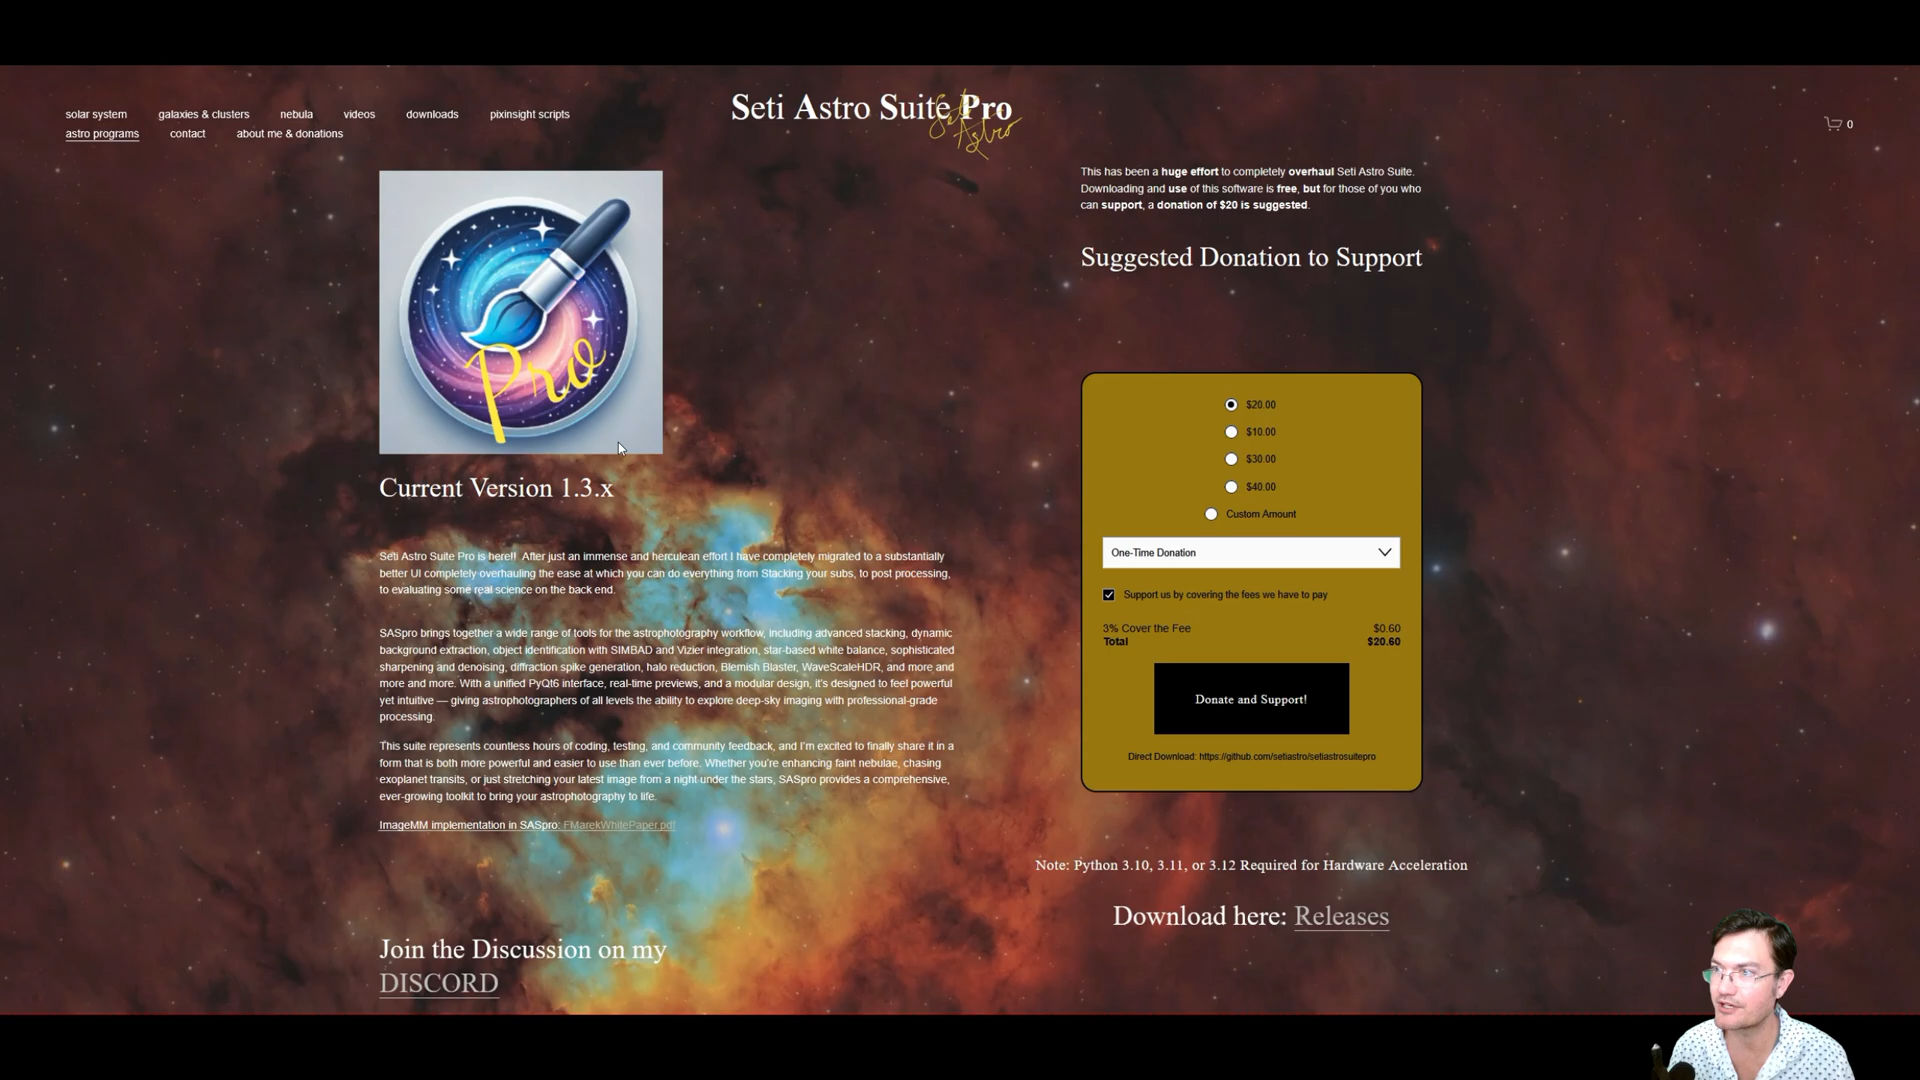 solar system galaxies & clusters nebula videos downloads pixinsight scripts
astro programs contact about me & donations
Seti Astro Suite Pro
Seti Astro
0
Pro
Current Version 1.3.x
Seti Astro Suite Pro is here!! After just an immense and herculean effort I have completely migrated to a substantially
better UI completely overhauling the ease at which you can do everything from Stacking your subs, to post processing,
to evaluating some real science on the back end.
SASpro brings together a wide range of tools for the astrophotography workflow, including advanced stacking, dynamic
background extraction, object identification with SIMBAD and Vizier integration, star-based white balance, sophisticated
sharpening and denoising, diffraction spike generation, halo reduction, Blemish Blaster, WaveScaleHDR, and more and
more and more. With a unified PyQt6 interface, real-time previews, and a modular design, it's designed to feel powerful
yet intuitive — giving astrophotographers of all levels the ability to explore deep-sky imaging with professional-grade
processing.
This suite represents countless hours of coding, testing, and community feedback, and I'm excited to finally share it in a
form that is both more powerful and easier to use than ever before. Whether you're enhancing faint nebulae, chasing
exoplanet transits, or just stretching your latest image from a night under the stars, SASpro provides a comprehensive,
ever-growing toolkit to bring your astrophotography to life.
ImageMM implementation in SASpro: FMarekWhitePaper.pdf
Join the Discussion on my
DISCORD
This has been a huge effort to completely overhaul Seti Astro Suite.
Downloading and use of this software is free, but for those of you who
can support, a donation of $20 is suggested.
Suggested Donation to Support
$20.00
$10.00
$30.00
$40.00
Custom Amount
One-Time Donation
Support us by covering the fees we have to pay
3% Cover the Fee $0.60
Total $20.60
Donate and Support!
Direct Download: https://github.com/setiastro/setiastrosuitepro
Note: Python 3.10, 3.11, or 3.12 Required for Hardware Acceleration
Download here: Releases